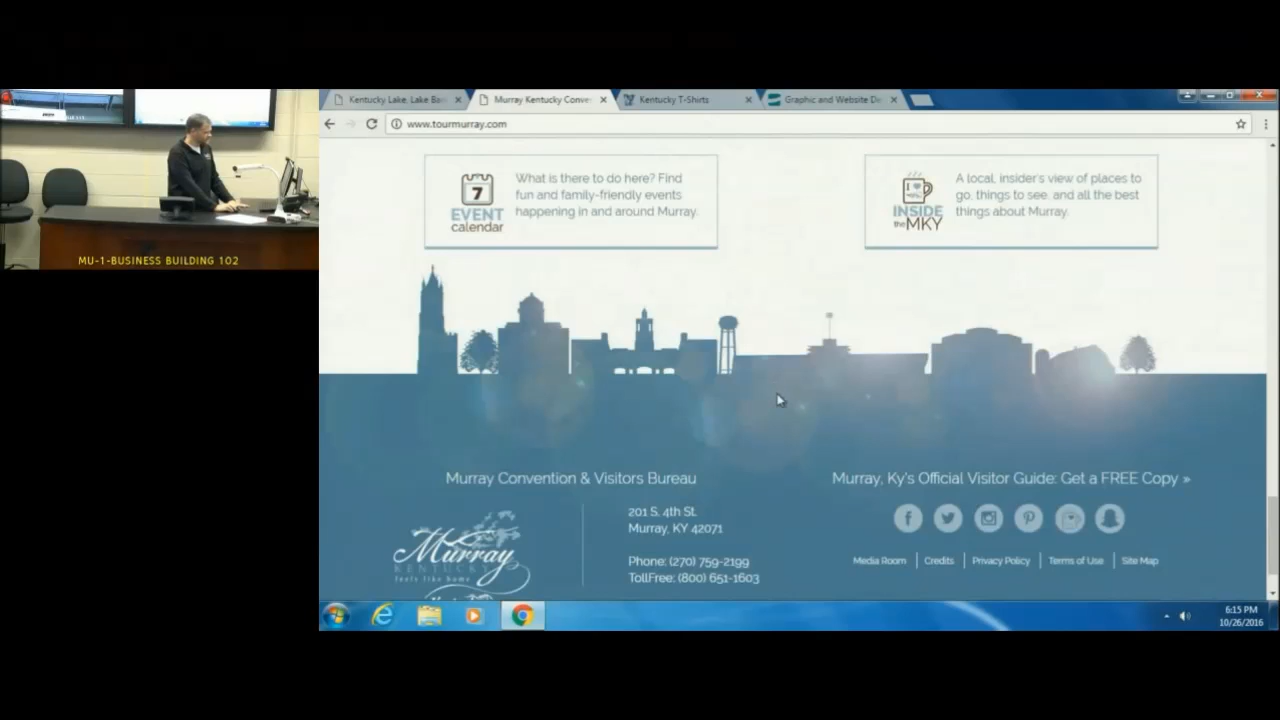 Kentucky Lake, Lake Ba
Murray Kentucky Conve
Kentucky T-Shirts
Graphic and Website De
www.tourmurray.com
7
EVENT
calendar
What is there to do here? Find
fun and family-friendly events
happening in and around Murray.
INSIDE
the MKY
A local, insider's view of places to
go, things to see, and all the best
things about Murray.
MU-1-BUSINESS BUILDING 102
Murray Convention & Visitors Bureau
Murray, Ky's Official Visitor Guide: Get a FREE Copy »
Murray
KENTUCKY
feels like home
201 S. 4th St.
Murray, KY 42071
Phone: (270) 759-2199
TollFree: (800) 651-1603
Media Room
Credits
Privacy Policy
Terms of Use
Site Map
6:15 PM
10/26/2016